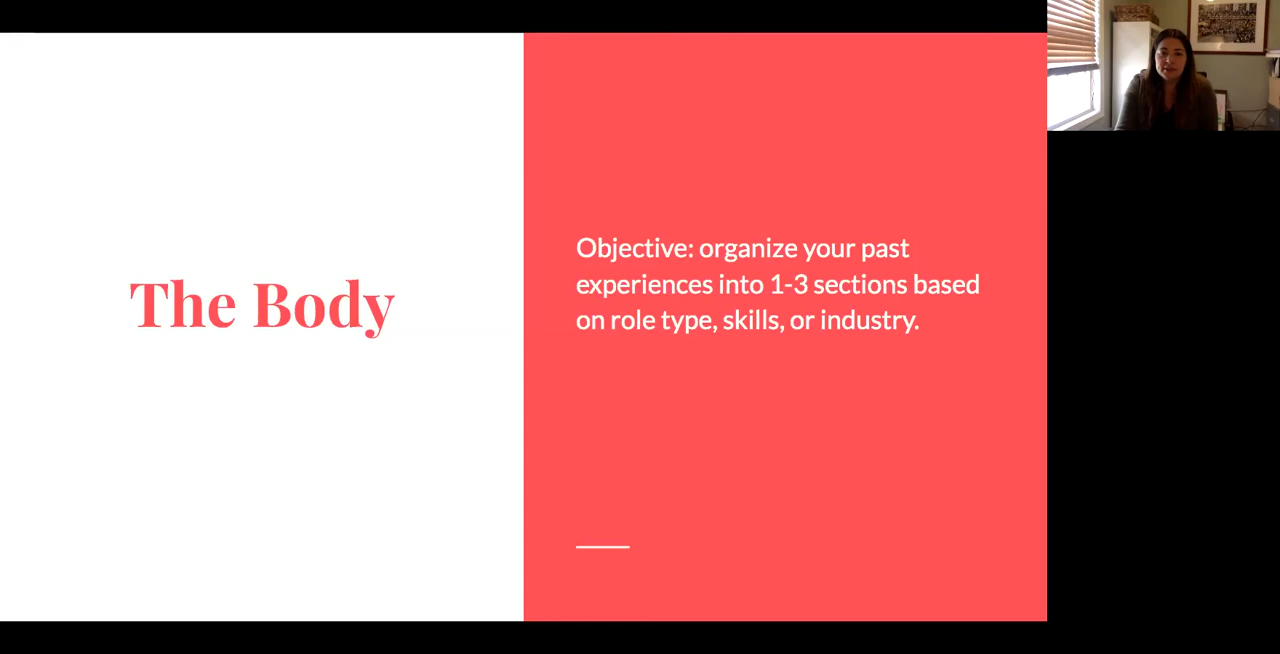 The Body
Objective: organize your past
experiences into 1-3 sections based
on role type, skills, or industry.